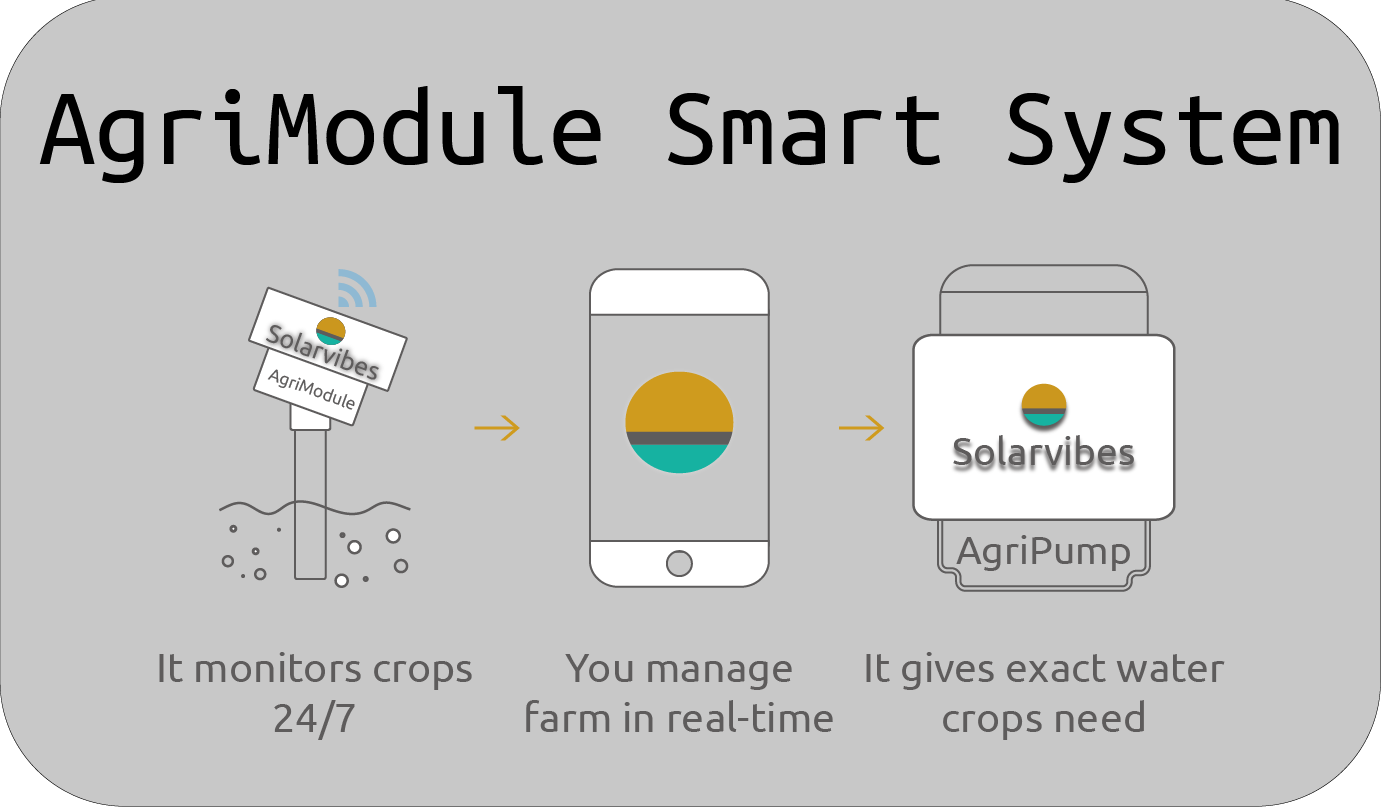 AgriModule Smart System
Solarvibes
AgriModule
Solarvibes
AgriPump
It monitors crops
24/7
You manage
farm in real-time
It gives exact water
crops need